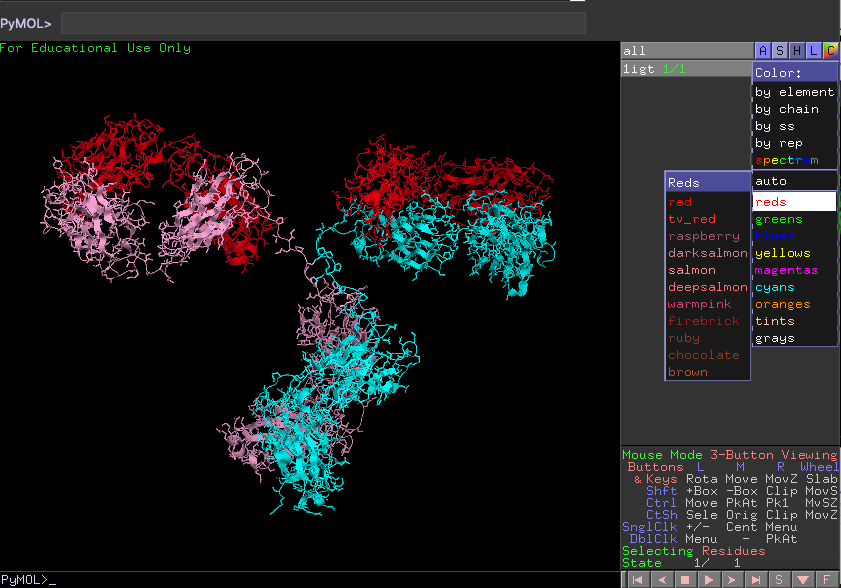 PyMOL>
For Educational Use Only
all
A S H L C
1igt 1/1
Color:
by element
by chain
by ss
by rep
spectrum
auto
reds
greens
blues
yellows
magentas
cyans
oranges
tints
grays
Reds
red
tv_red
raspberry
darksalmon
salmon
deepsalmon
warmpink
firebrick
ruby
chocolate
brown
Mouse Mode 3-Button Viewing
Buttons L M R Wheel
& Keys Rota Move MovZ Slab
Shft +Box -Box Clip MovS
Ctrl Move PkAt Pk1 MvSZ
CtSh Sele Orig Clip MovZ
SnglClk +/- Cent Menu
DblClk Menu - PkAt
Selecting Residues
State 1/ 1
PyMOL>_
S F